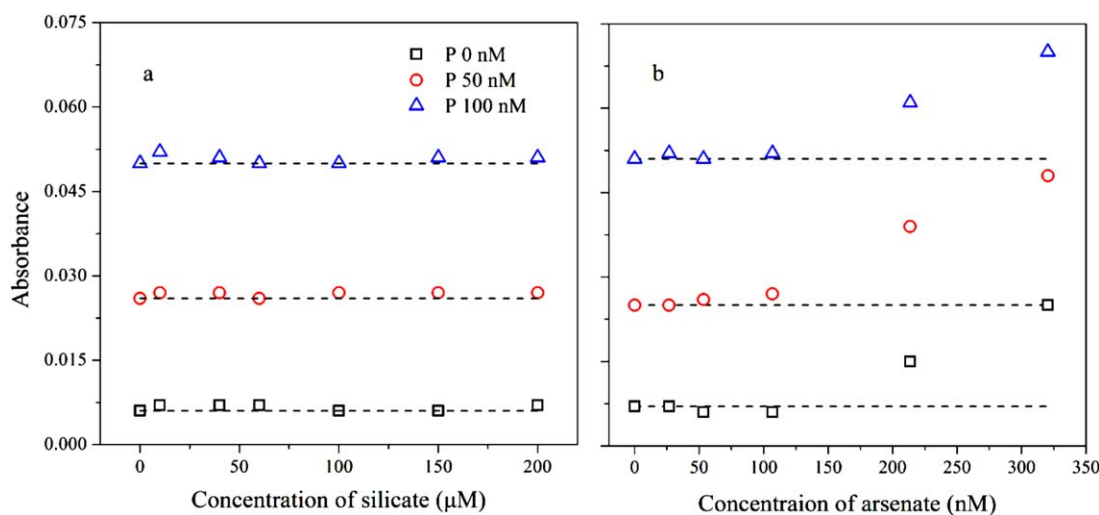 a
P 0 nM
P 50 nM
P 100 nM
0.075
0.060
0.045
0.030
0.015
0.000
Absorbance
0 50 100 150 200
Concentration of silicate (μM)
b
0 50 100 150 200 250 300 350
Concentraion of arsenate (nM)